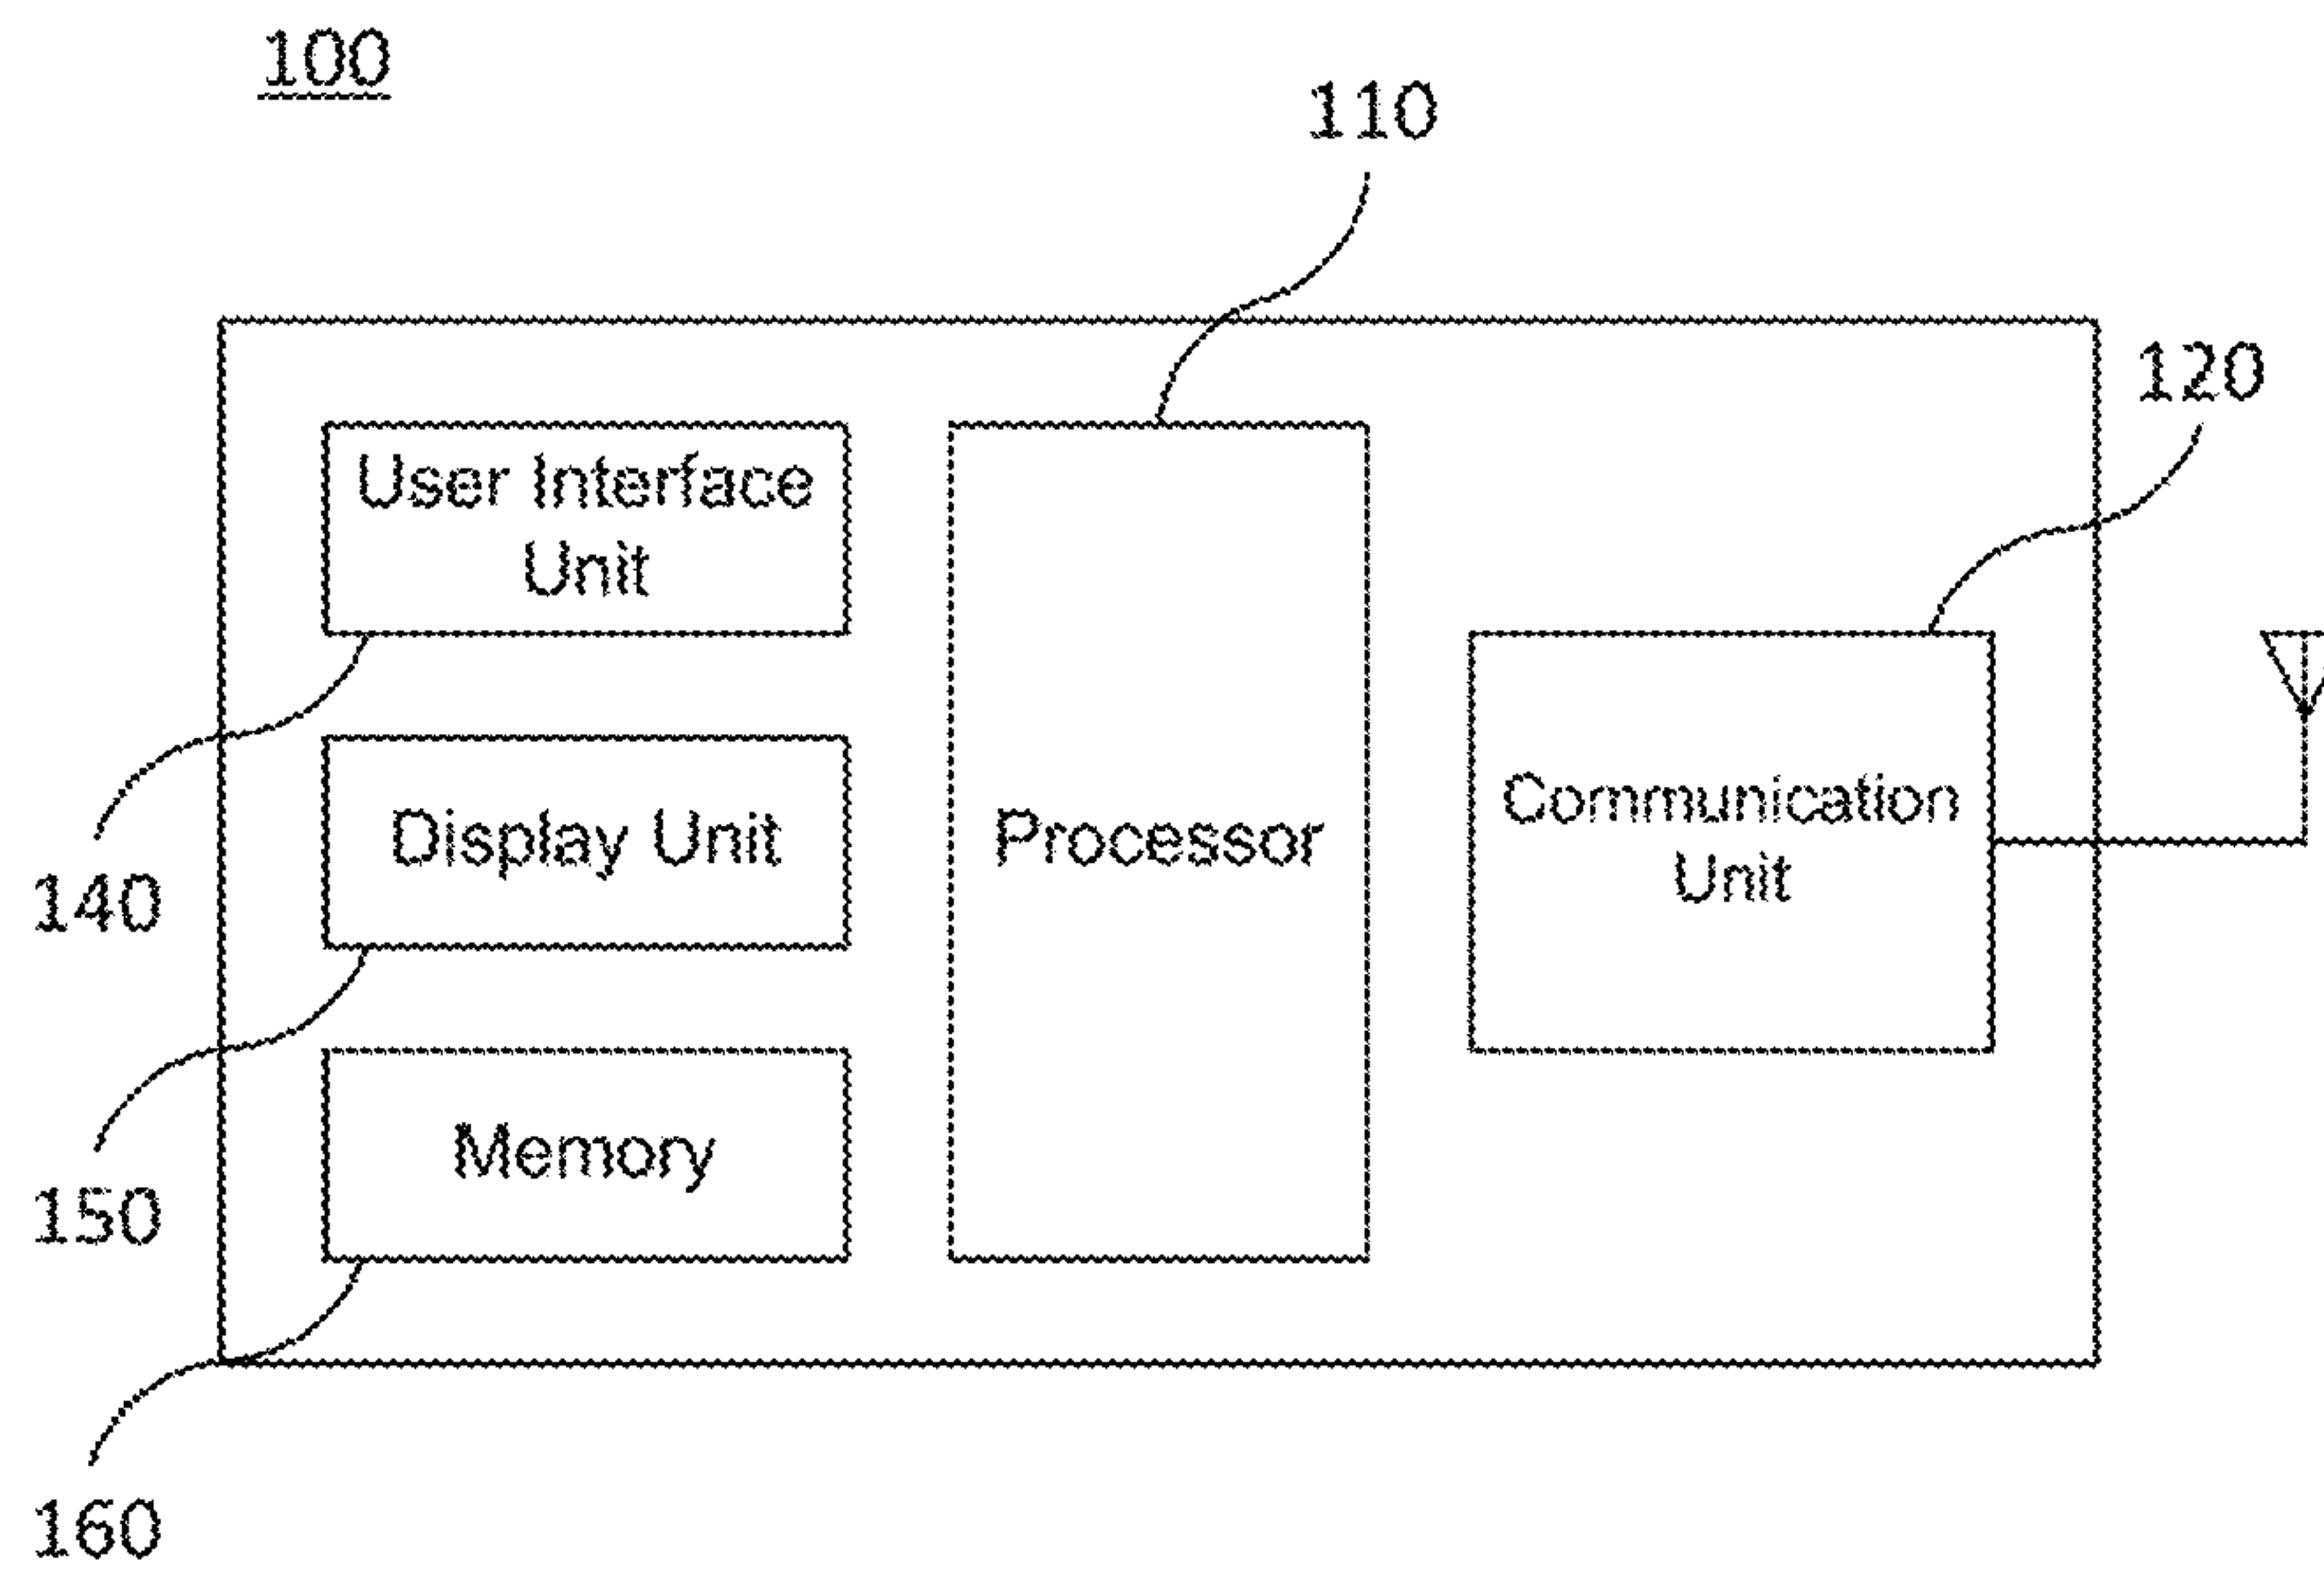 100
110
120
User Interface
Unit
140
Display Unit
Processor
Communication
Unit
150
Memory
160